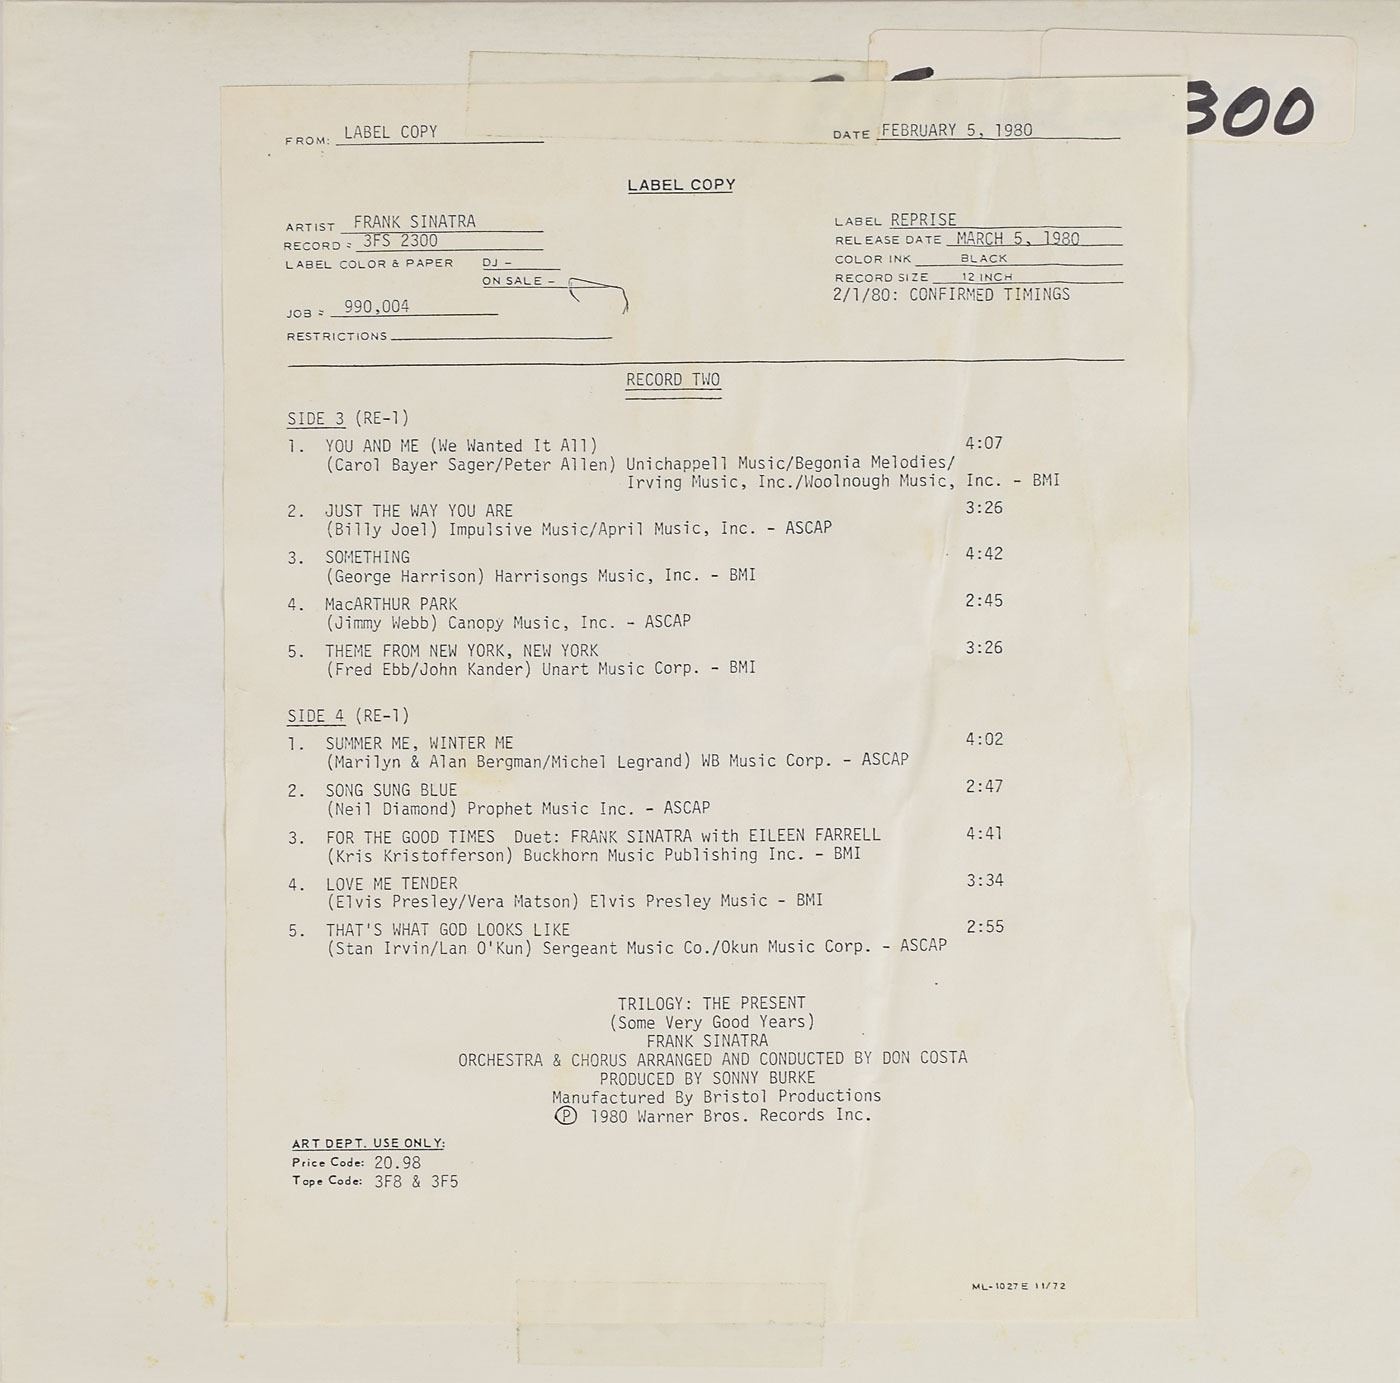 300
FROM: LABEL COPY DATE FEBRUARY 5, 1980
LABEL COPY
ARTIST FRANK SINATRA LABEL REPRISE
RECORD # 3FS 2300 RELEASE DATE MARCH 5, 1980
LABEL COLOR & PAPER DJ - COLOR INK BLACK
ON SALE - RECORD SIZE 12 INCH
2/1/80: CONFIRMED TIMINGS
JOB # 990,004
RESTRICTIONS
RECORD TWO
SIDE 3 (RE-1)
1. YOU AND ME (We Wanted It All) 4:07
(Carol Bayer Sager/Peter Allen) Unichappell Music/Begonia Melodies/
Irving Music, Inc./Woolnough Music, Inc. - BMI
2. JUST THE WAY YOU ARE 3:26
(Billy Joel) Impulsive Music/April Music, Inc. - ASCAP
3. SOMETHING 4:42
(George Harrison) Harrisongs Music, Inc. - BMI
4. MacARTHUR PARK 2:45
(Jimmy Webb) Canopy Music, Inc. - ASCAP
5. THEME FROM NEW YORK, NEW YORK 3:26
(Fred Ebb/John Kander) Unart Music Corp. - BMI
SIDE 4 (RE-1)
1. SUMMER ME, WINTER ME 4:02
(Marilyn & Alan Bergman/Michel Legrand) WB Music Corp. - ASCAP
2. SONG SUNG BLUE 2:47
(Neil Diamond) Prophet Music Inc. - ASCAP
3. FOR THE GOOD TIMES Duet: FRANK SINATRA with EILEEN FARRELL 4:41
(Kris Kristofferson) Buckhorn Music Publishing Inc. - BMI
4. LOVE ME TENDER 3:34
(Elvis Presley/Vera Matson) Elvis Presley Music - BMI
5. THAT'S WHAT GOD LOOKS LIKE 2:55
(Stan Irvin/Lan O'Kun) Sergeant Music Co./Okun Music Corp. - ASCAP
TRILOGY: THE PRESENT
(Some Very Good Years)
FRANK SINATRA
ORCHESTRA & CHORUS ARRANGED AND CONDUCTED BY DON COSTA
PRODUCED BY SONNY BURKE
Manufactured By Bristol Productions
Ⓟ 1980 Warner Bros. Records Inc.
ART DEPT. USE ONLY:
Price Code: 20.98
Tape Code: 3F8 & 3F5
ML-1027E 11/72